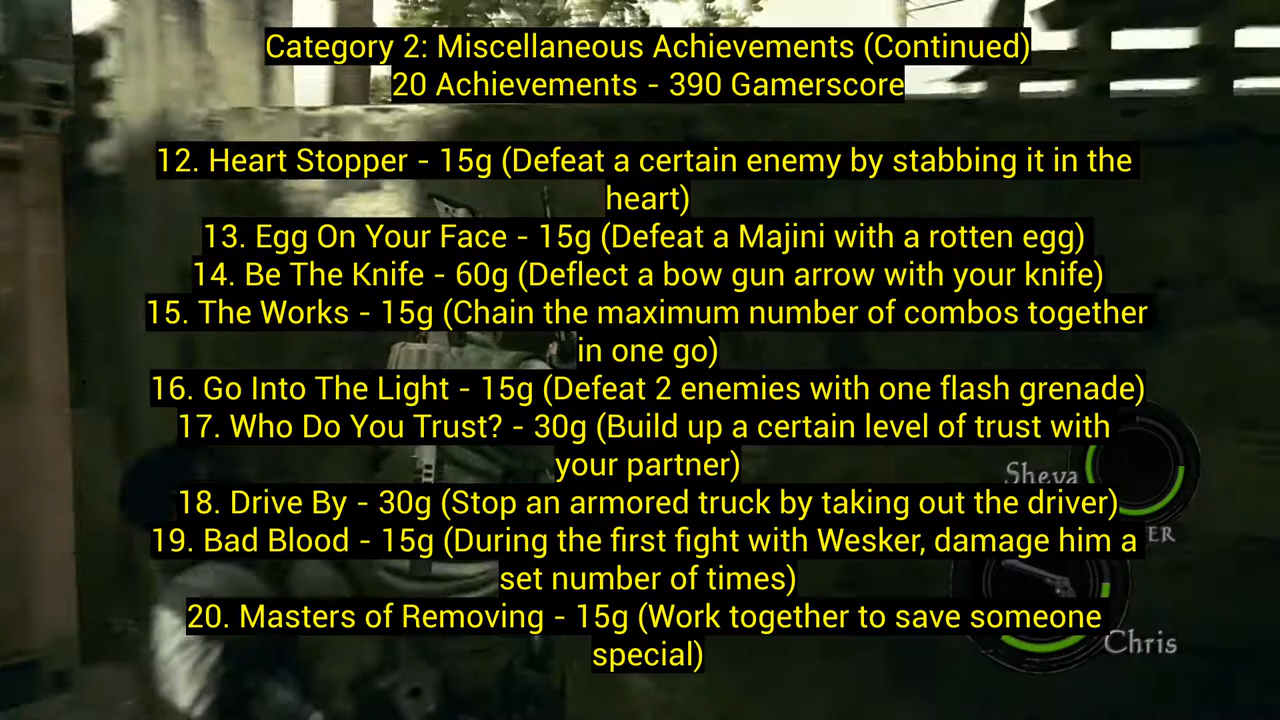 Category 2: Miscellaneous Achievements (Continued)
20 Achievements - 390 Gamerscore
12. Heart Stopper - 15g (Defeat a certain enemy by stabbing it in the
heart)
13. Egg On Your Face - 15g (Defeat a Majini with a rotten egg)
14. Be The Knife - 60g (Deflect a bow gun arrow with your knife)
15. The Works - 15g (Chain the maximum number of combos together
in one go)
16. Go Into The Light - 15g (Defeat 2 enemies with one flash grenade)
17. Who Do You Trust? - 30g (Build up a certain level of trust with
your partner)
Sheva
18. Drive By - 30g (Stop an armored truck by taking out the driver)
ER
19. Bad Blood - 15g (During the first fight with Wesker, damage him a
set number of times)
20. Masters of Removing - 15g (Work together to save someone
special)
Chris